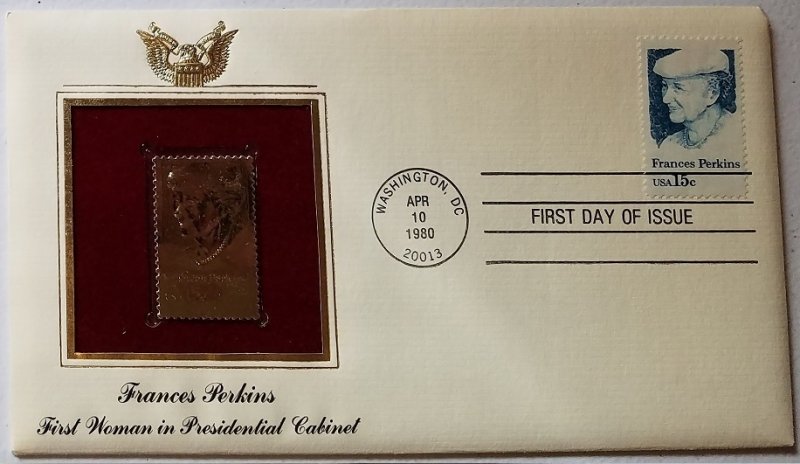 Frances Perkins
USA 15c
WASHINGTON, DC
APR
10
1980
20013
FIRST DAY OF ISSUE
Frances Perkins
First Woman in Presidential Cabinet